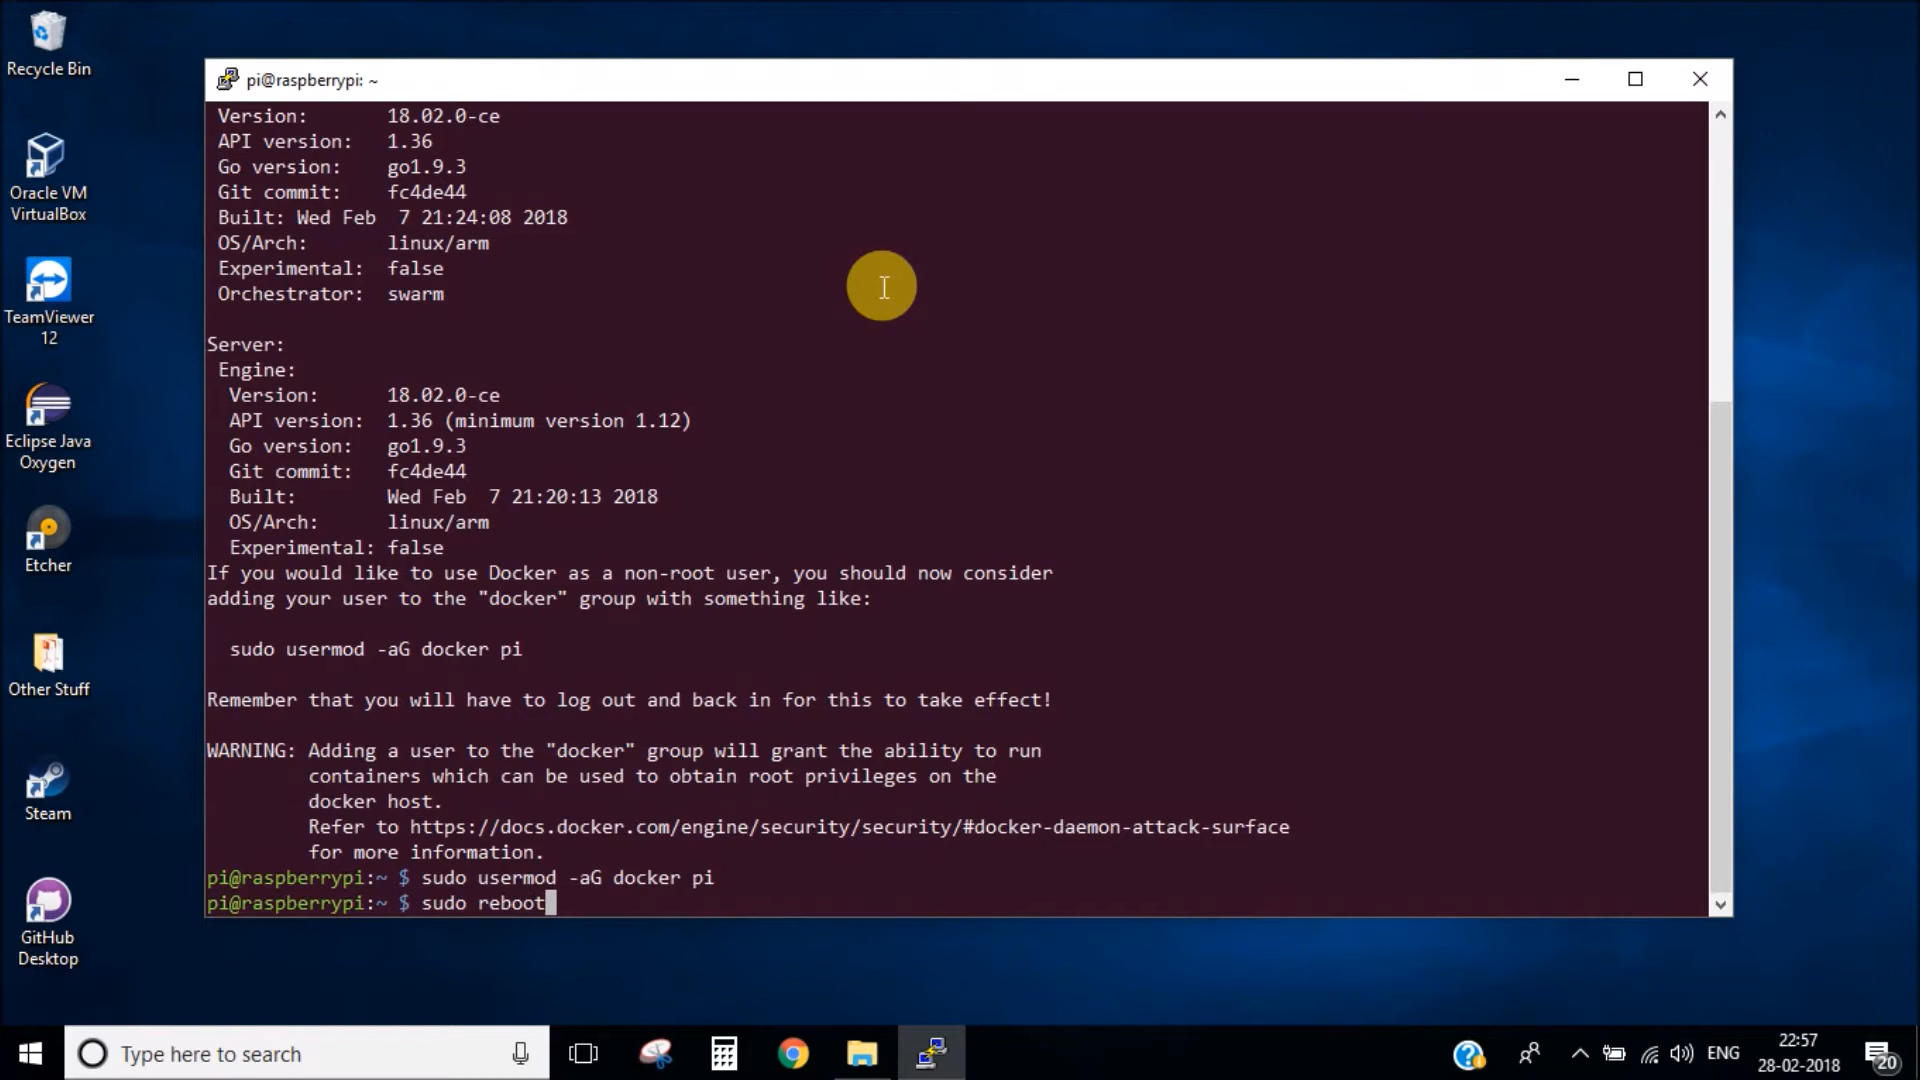 Recycle Bin
Oracle VM
VirtualBox
TeamViewer
12
Eclipse Java
Oxygen
Etcher
Other Stuff
Steam
GitHub
Desktop
pi@raspberrypi: ~
Version: 18.02.0-ce
API version: 1.36
Go version: go1.9.3
Git commit: fc4de44
Built: Wed Feb  7 21:24:08 2018
OS/Arch: linux/arm
Experimental: false
Orchestrator: swarm
Server:
Engine:
Version: 18.02.0-ce
API version: 1.36 (minimum version 1.12)
Go version: go1.9.3
Git commit: fc4de44
Built: Wed Feb  7 21:20:13 2018
OS/Arch: linux/arm
Experimental: false
If you would like to use Docker as a non-root user, you should now consider
adding your user to the "docker" group with something like:
sudo usermod -aG docker pi
Remember that you will have to log out and back in for this to take effect!
WARNING: Adding a user to the "docker" group will grant the ability to run
containers which can be used to obtain root privileges on the
docker host.
Refer to https://docs.docker.com/engine/security/security/#docker-daemon-attack-surface
for more information.
pi@raspberrypi:~ $ sudo usermod -aG docker pi
pi@raspberrypi:~ $ sudo reboot
Type here to search
ENG
22:57
28-02-2018
20